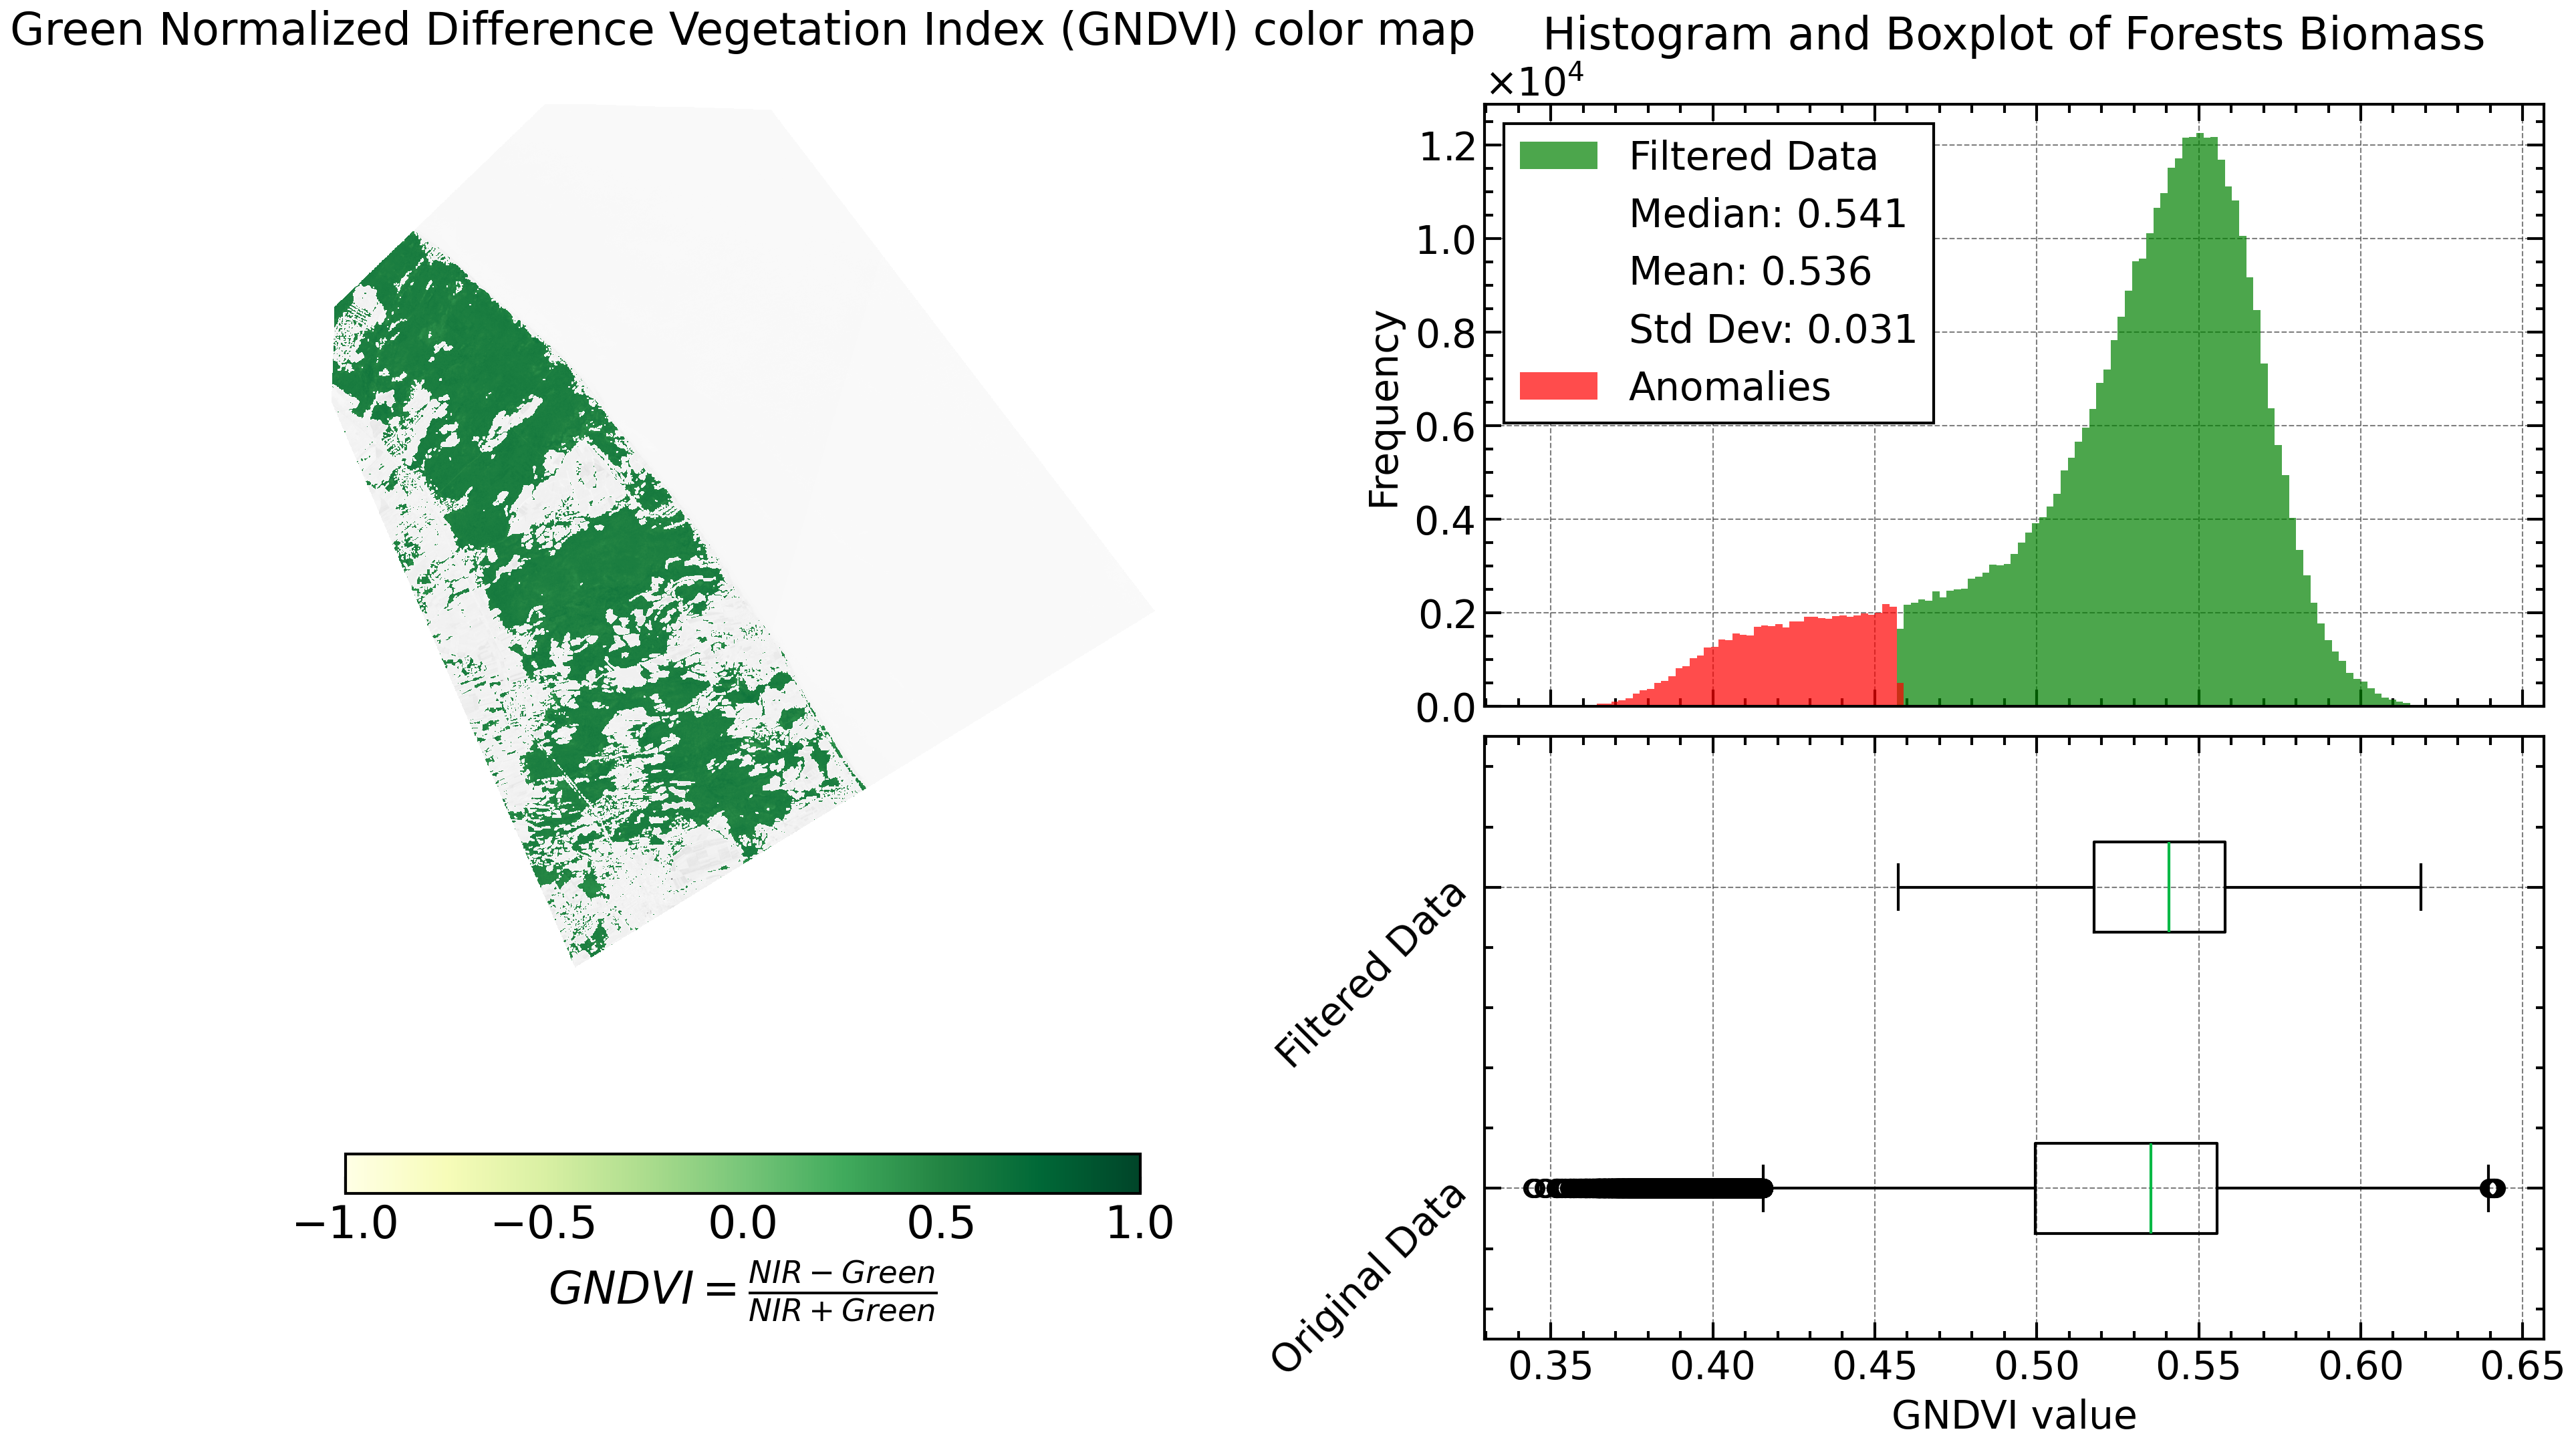 Green Normalized Difference Vegetation Index (GNDVI) color map
−1.0 −0.5 0.0 0.5 1.0
GNDVI = NIR − Green / NIR + Green
Histogram and Boxplot of Forests Biomass
×10⁴
1.2
1.0
0.8
0.6
0.4
0.2
0.0
Frequency
Filtered Data
Median: 0.541
Mean: 0.536
Std Dev: 0.031
Anomalies
Filtered Data
Original Data
0.35 0.40 0.45 0.50 0.55 0.60 0.65
GNDVI value